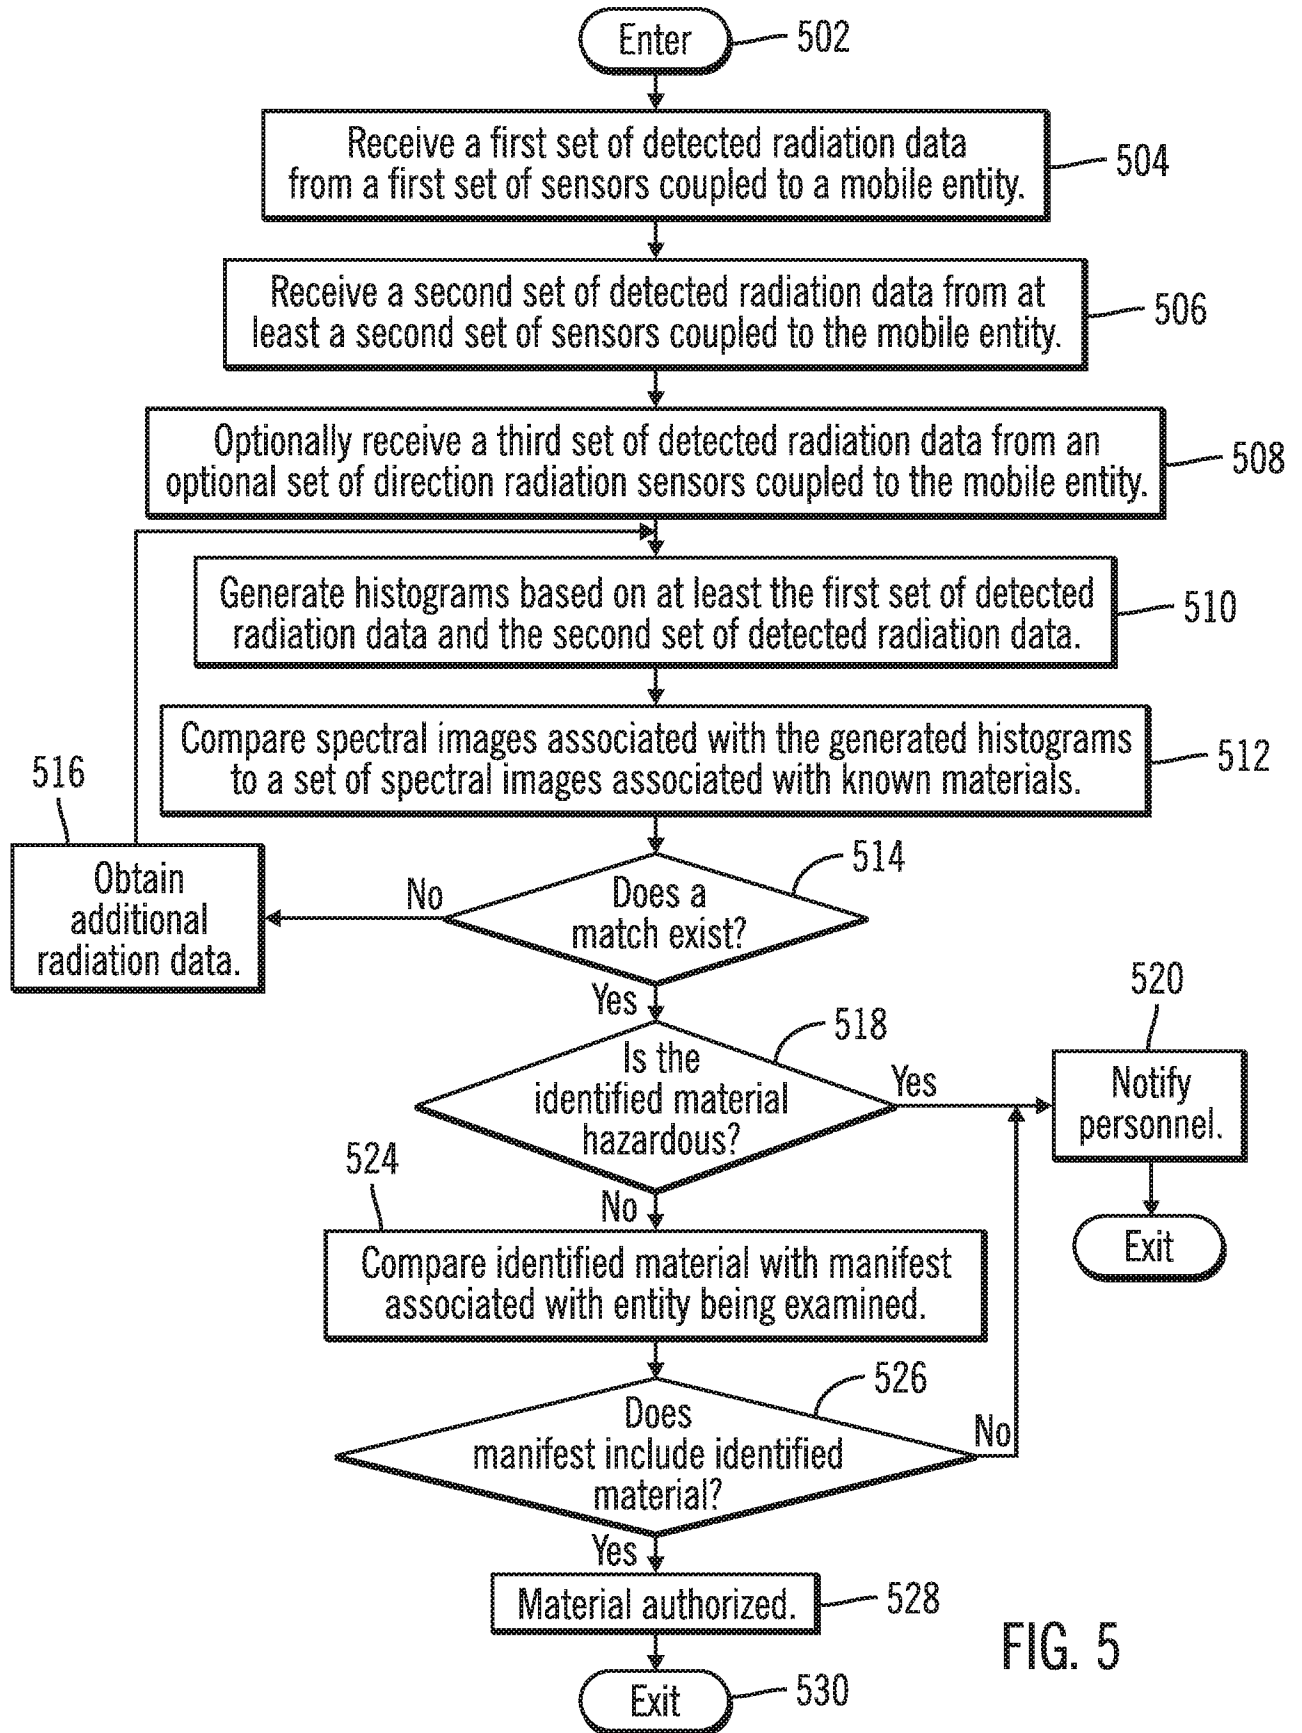 Enter
502
Receive a first set of detected radiation data
from a first set of sensors coupled to a mobile entity.
504
Receive a second set of detected radiation data from at
least a second set of sensors coupled to the mobile entity.
506
Optionally receive a third set of detected radiation data from an
optional set of direction radiation sensors coupled to the mobile entity.
508
Generate histograms based on at least the first set of detected
radiation data and the second set of detected radiation data.
510
Compare spectral images associated with the generated histograms
to a set of spectral images associated with known materials.
512
516
Obtain
additional
radiation data.
No
Does a
match exist?
514
Yes
Is the
identified material
hazardous?
518
Yes
520
Notify
personnel.
Exit
No
524
Compare identified material with manifest
associated with entity being examined.
Does
manifest include identified
material?
526
No
Yes
Material authorized.
528
Exit
530
FIG. 5